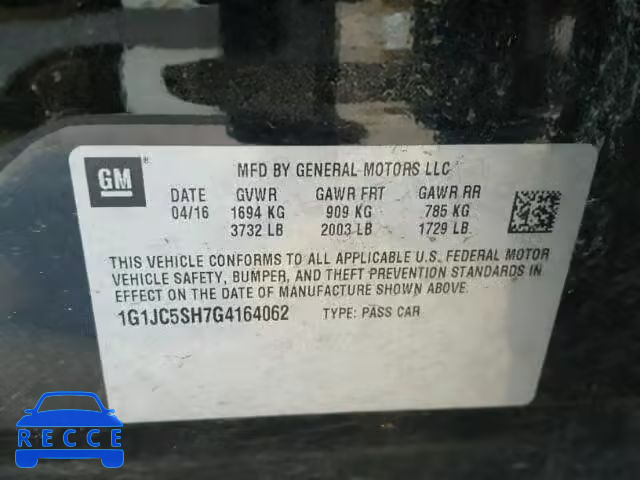 GM ®
MFD BY GENERAL MOTORS LLC
DATE GVWR GAWR FRT GAWR RR
04/16 1694 KG 909 KG 785 KG
3732 LB 2003 LB 1729 LB
THIS VEHICLE CONFORMS TO ALL APPLICABLE U.S. FEDERAL MOTOR
VEHICLE SAFETY, BUMPER, AND THEFT PREVENTION STANDARDS IN
EFFECT ON THE DATE OF MANUFACTURE SHOWN ABOVE.
1G1JC5SH7G4164062 TYPE: PASS CAR
RECCE